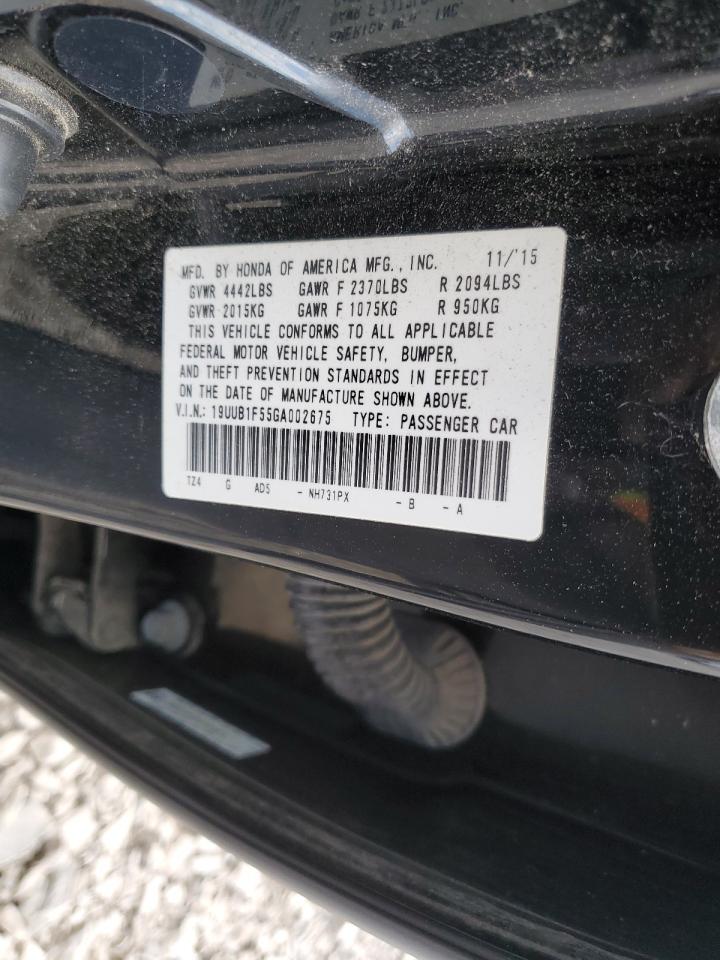 MFD. BY HONDA OF AMERICA MFG., INC. 11/'15
GVWR 4442LBS GAWR F 2370LBS R 2094LBS
GVWR 2015KG GAWR F 1075KG R 950KG
THIS VEHICLE CONFORMS TO ALL APPLICABLE
FEDERAL MOTOR VEHICLE SAFETY, BUMPER,
AND THEFT PREVENTION STANDARDS IN EFFECT
ON THE DATE OF MANUFACTURE SHOWN ABOVE.
V.I.N.: 19UUB1F55GA002675 TYPE: PASSENGER CAR
TZ4 G AD5 - NH731PX - B - A